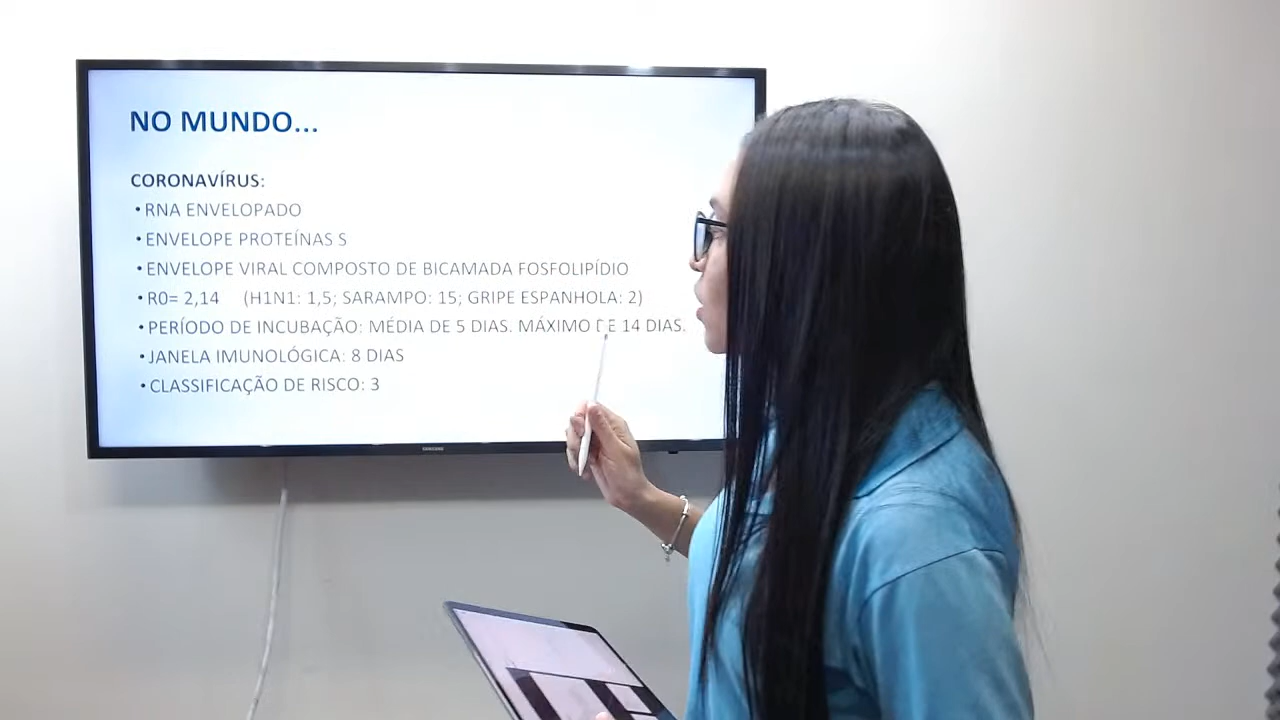 NO MUNDO...
CORONAVÍRUS:
• RNA ENVELOPADO
• ENVELOPE PROTEÍNAS S
• ENVELOPE VIRAL COMPOSTO DE BICAMADA FOSFOLIPÍDIO
• R0= 2,14 (H1N1: 1,5; SARAMPO: 15; GRIPE ESPANHOLA: 2)
• PERÍODO DE INCUBAÇÃO: MÉDIA DE 5 DIAS. MÁXIMO DE 14 DIAS.
• JANELA IMUNOLÓGICA: 8 DIAS
• CLASSIFICAÇÃO DE RISCO: 3
SAMSUNG